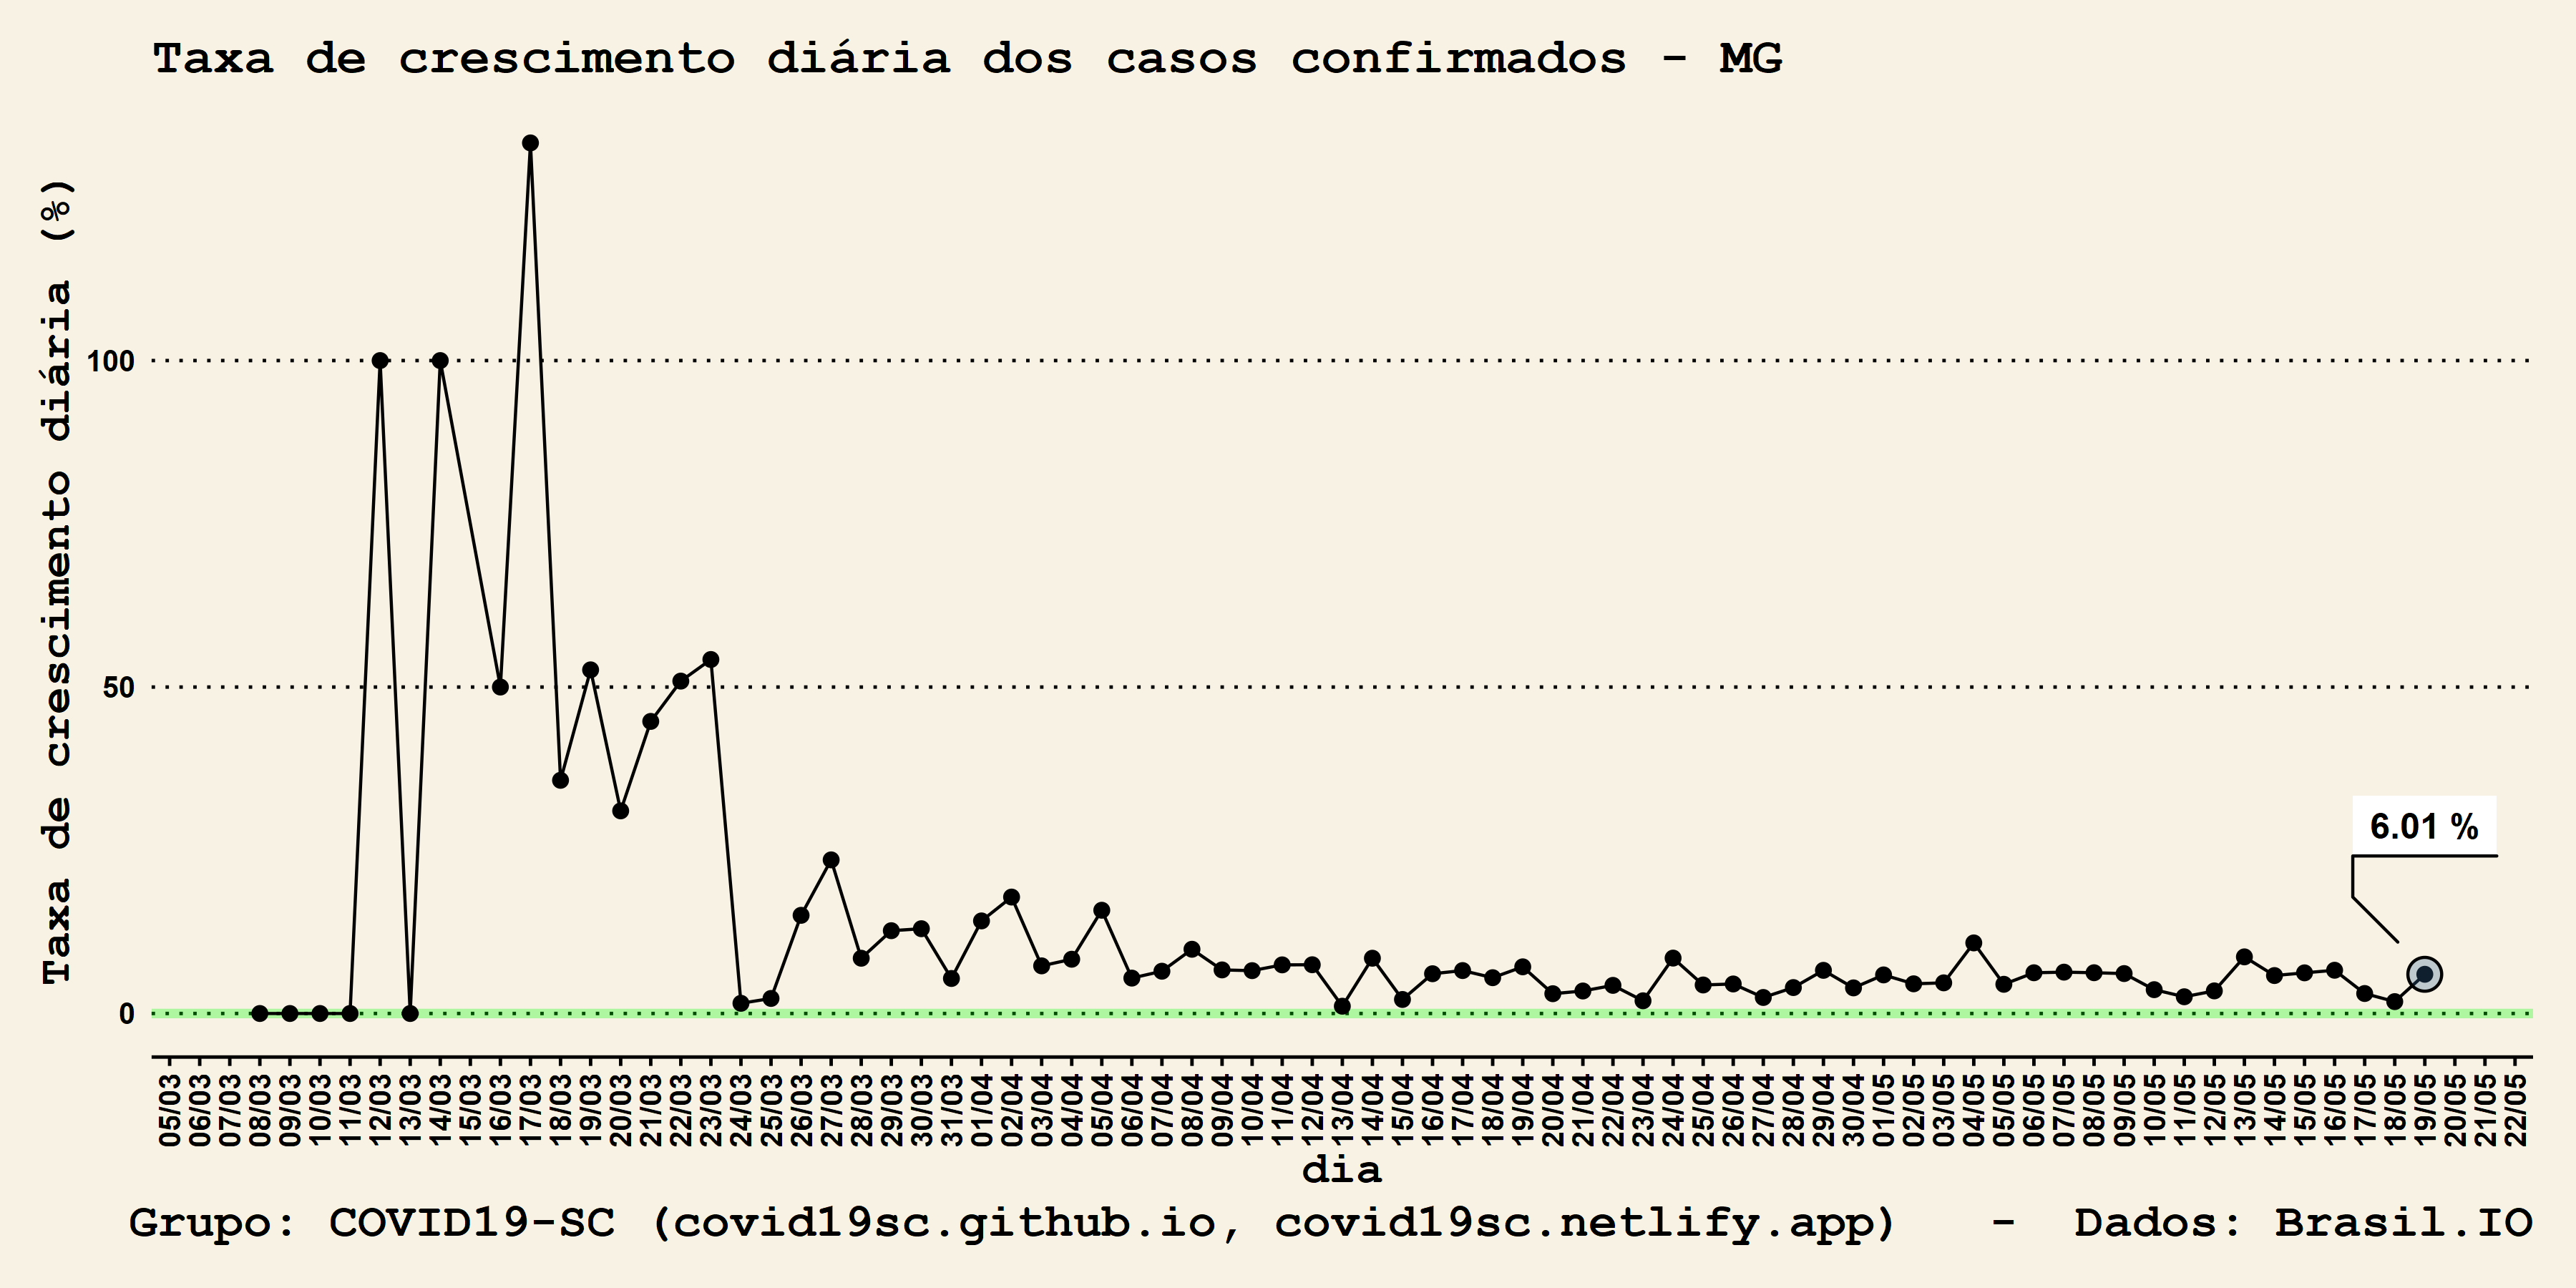 Taxa de crescimento diária dos casos confirmados - MG
Taxa de crescimento diária (%)
100
50
0
6.01 %
05/03 06/03 07/03 08/03 09/03 10/03 11/03 12/03 13/03 14/03 15/03 16/03 17/03 18/03 19/03 20/03 21/03 22/03 23/03 24/03 25/03 26/03 27/03 28/03 29/03 30/03 31/03 01/04 02/04 03/04 04/04 05/04 06/04 07/04 08/04 09/04 10/04 11/04 12/04 13/04 14/04 15/04 16/04 17/04 18/04 19/04 20/04 21/04 22/04 23/04 24/04 25/04 26/04 27/04 28/04 29/04 30/04 01/05 02/05 03/05 04/05 05/05 06/05 07/05 08/05 09/05 10/05 11/05 12/05 13/05 14/05 15/05 16/05 17/05 18/05 19/05 20/05 21/05 22/05
dia
Grupo: COVID19-SC (covid19sc.github.io, covid19sc.netlify.app) - Dados: Brasil.IO